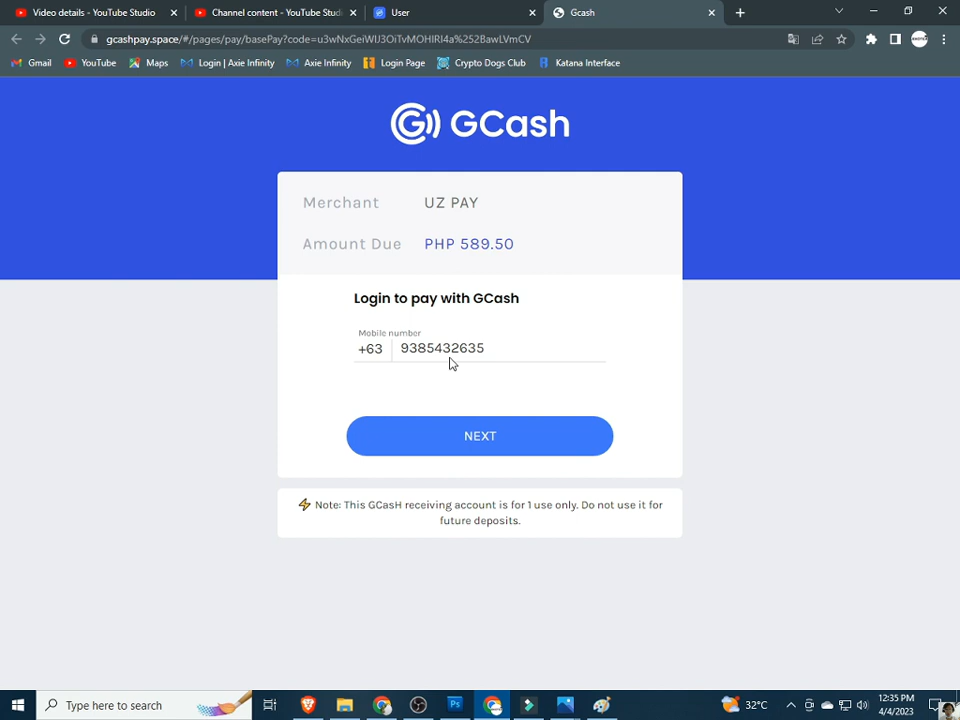 Video details - YouTube Studio
Channel content - YouTube Stud
User
Gcash
gcashpay.space/#/pages/pay/basePay?code=u3wNxGeiWIJ3OiTvMOHIRI4a%252BawLVmCV
Gmail
YouTube
Maps
Login | Axie Infinity
Axie Infinity
Login Page
Crypto Dogs Club
Katana Interface
GCash
Merchant UZ PAY
Amount Due PHP 589.50
Login to pay with GCash
Mobile number
+63 9385432635
NEXT
Note: This GCasH receiving account is for 1 use only. Do not use it for
future deposits.
Type here to search
Ps
32°C
12:35 PM
4/4/2023